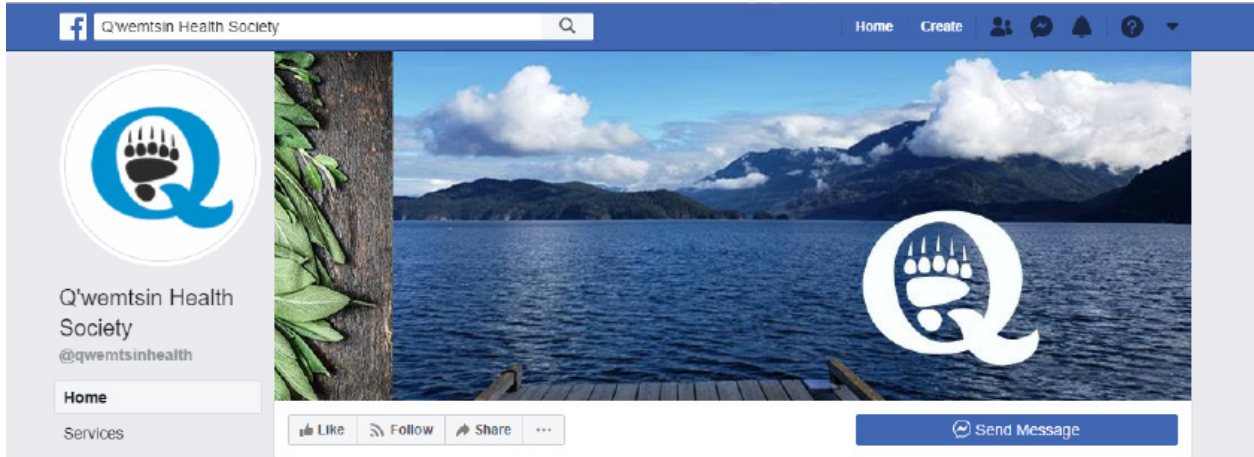 Q'wemtsin Health Society
Home Create
Q
Q
Q'wemtsin Health
Society
@qwemtsinhealth
Home
Services
Like Follow Share ...
Send Message